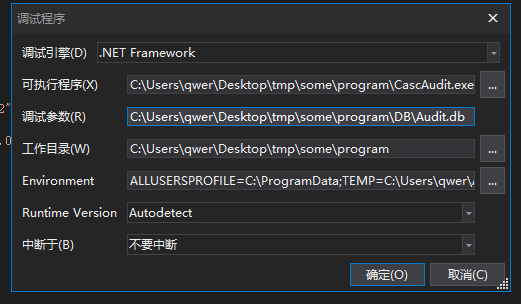 调试程序
调试引擎(D) .NET Framework
可执行程序(X) C:\Users\qwer\Desktop\tmp\some\program\CascAudit.exe ...
2"
调试参数(R) C:\Users\qwer\Desktop\tmp\some\program\DB\Audit.db
.0
工作目录(W) C:\Users\qwer\Desktop\tmp\some\program ...
Environment ALLUSERSPROFILE=C:\ProgramData;TEMP=C:\Users\qwer\ ...
Runtime Version Autodetect
中断于(B) 不要中断
确定(O) 取消(C)